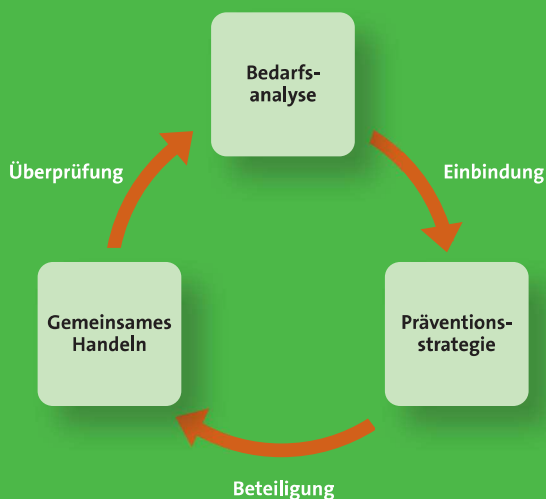 Bedarfs-
analyse
Überprüfung
Einbindung
Gemeinsames
Handeln
Präventions-
strategie
Beteiligung